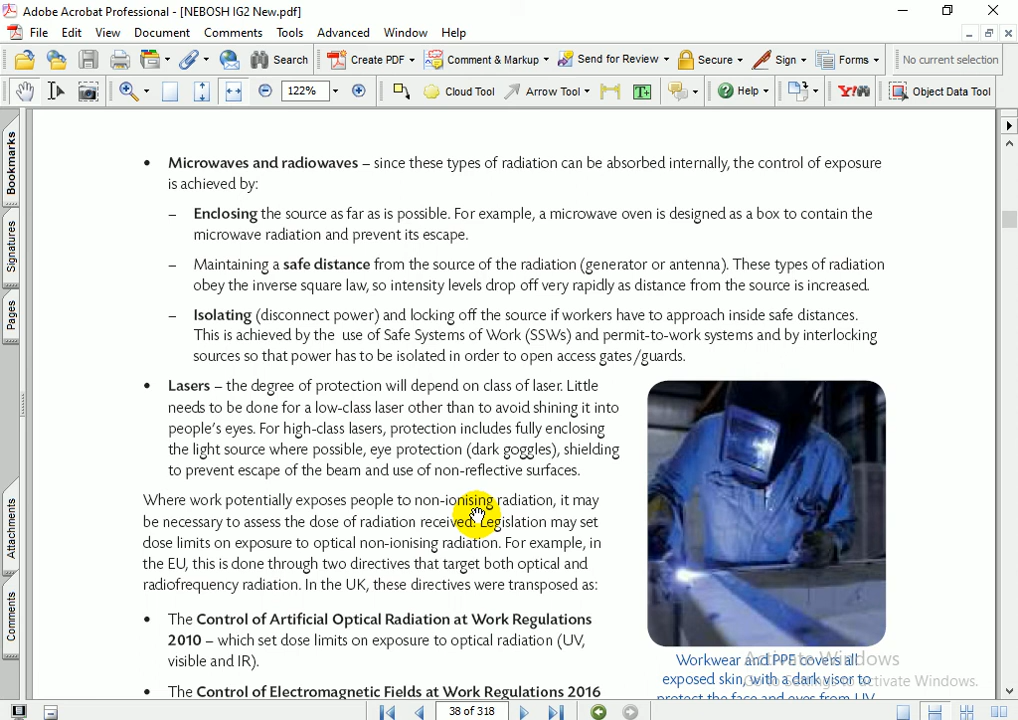 Adobe Acrobat Professional - [NEBOSH IG2 New.pdf]
File Edit View Document Comments Tools Advanced Window Help
Search Create PDF Comment & Markup Send for Review Secure Sign Forms No current selection
122% Cloud Tool Arrow Tool Help Y! Object Data Tool
Bookmarks
Signatures
Pages
Attachments
Comments
• Microwaves and radiowaves – since these types of radiation can be absorbed internally, the control of exposure
is achieved by:
– Enclosing the source as far as is possible. For example, a microwave oven is designed as a box to contain the
microwave radiation and prevent its escape.
– Maintaining a safe distance from the source of the radiation (generator or antenna). These types of radiation
obey the inverse square law, so intensity levels drop off very rapidly as distance from the source is increased.
– Isolating (disconnect power) and locking off the source if workers have to approach inside safe distances.
This is achieved by the use of Safe Systems of Work (SSWs) and permit-to-work systems and by interlocking
sources so that power has to be isolated in order to open access gates/guards.
• Lasers – the degree of protection will depend on class of laser. Little
needs to be done for a low-class laser other than to avoid shining it into
people's eyes. For high-class lasers, protection includes fully enclosing
the light source where possible, eye protection (dark goggles), shielding
to prevent escape of the beam and use of non-reflective surfaces.
Where work potentially exposes people to non-ionising radiation, it may
be necessary to assess the dose of radiation received. Legislation may set
dose limits on exposure to optical non-ionising radiation. For example, in
the EU, this is done through two directives that target both optical and
radiofrequency radiation. In the UK, these directives were transposed as:
• The Control of Artificial Optical Radiation at Work Regulations
2010 – which set dose limits on exposure to optical radiation (UV,
visible and IR).
• The Control of Electromagnetic Fields at Work Regulations 2016
Workwear and PPE covers all
exposed skin, with a dark visor to
protect the face and eyes from UV
Activate Windows
Go to Settings to activate Windows.
38 of 318